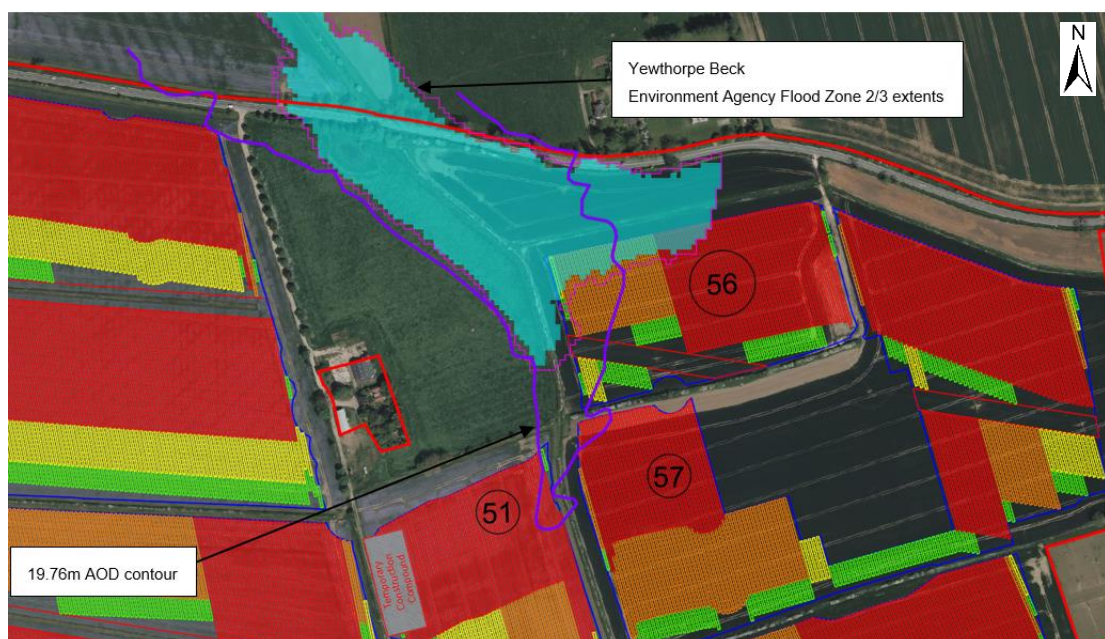 N
Yewthorpe Beck
Environment Agency Flood Zone 2/3 extents
56
57
51
Temporary
Construction
Compound
19.76m AOD contour